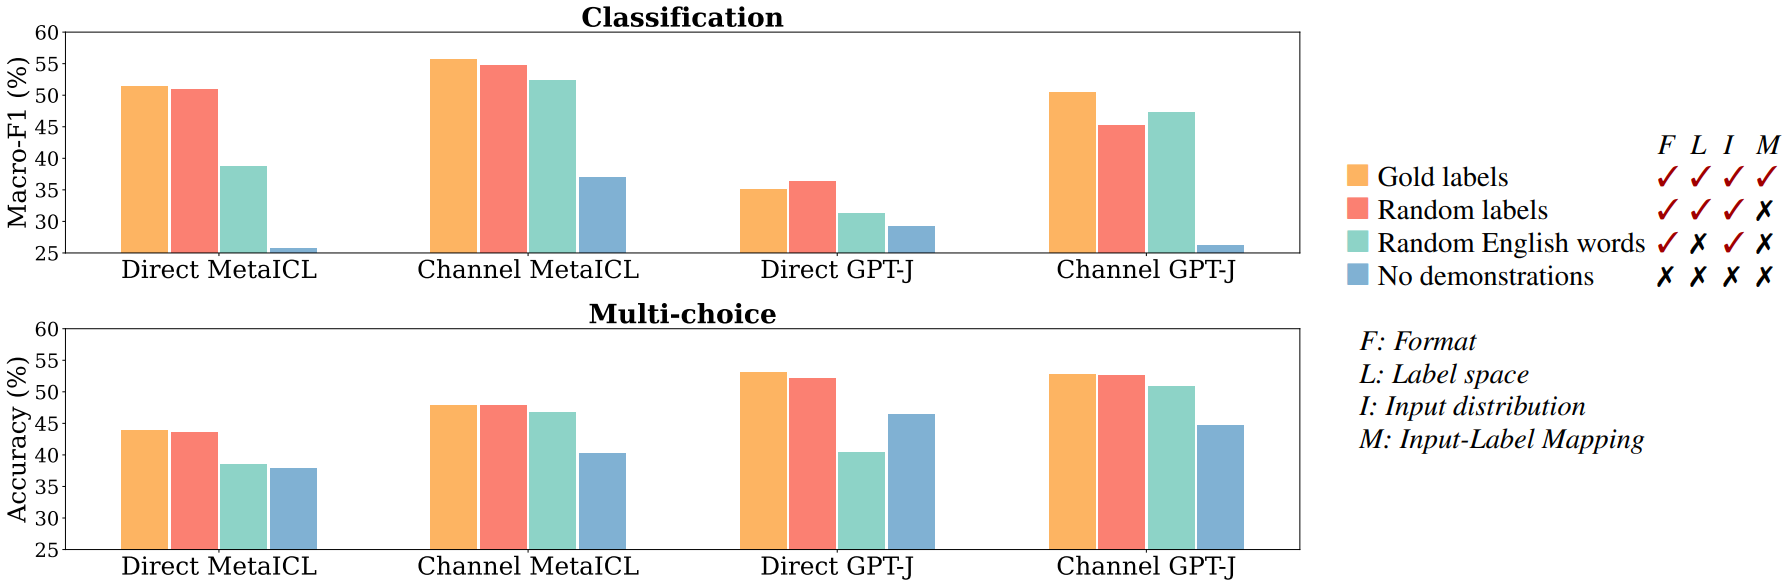 Classification
60
55
50
45
40
35
30
25
Macro-F1 (%)
Direct MetaICL Channel MetaICL Direct GPT-J Channel GPT-J
Multi-choice
60
55
50
45
40
35
30
25
Accuracy (%)
Direct MetaICL Channel MetaICL Direct GPT-J Channel GPT-J
F L I M
Gold labels ✓ ✓ ✓ ✓
Random labels ✓ ✓ ✓ ✗
Random English words ✓ ✗ ✓ ✗
No demonstrations ✗ ✗ ✗ ✗
F: Format
L: Label space
I: Input distribution
M: Input-Label Mapping